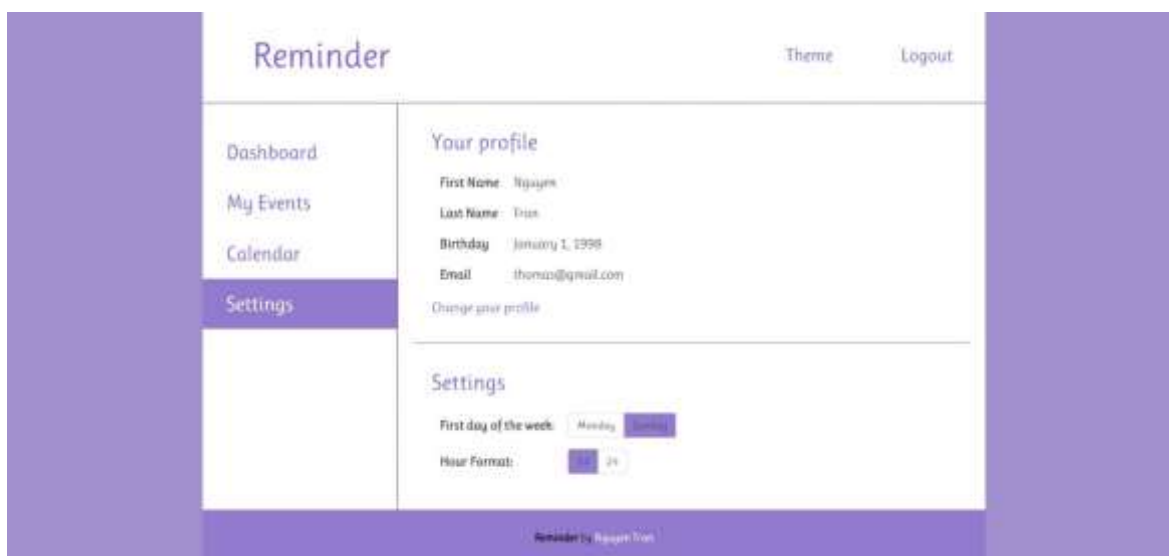 Reminder
Theme
Logout
Dashboard
My Events
Calendar
Settings
Your profile
First Name Nguyen
Last Name Tran
Birthday January 1, 1998
Email thomas@gmail.com
Change your profile
Settings
First day of the week: Monday Sunday
Hour Format: 24
Reminder by Nguyen Tran